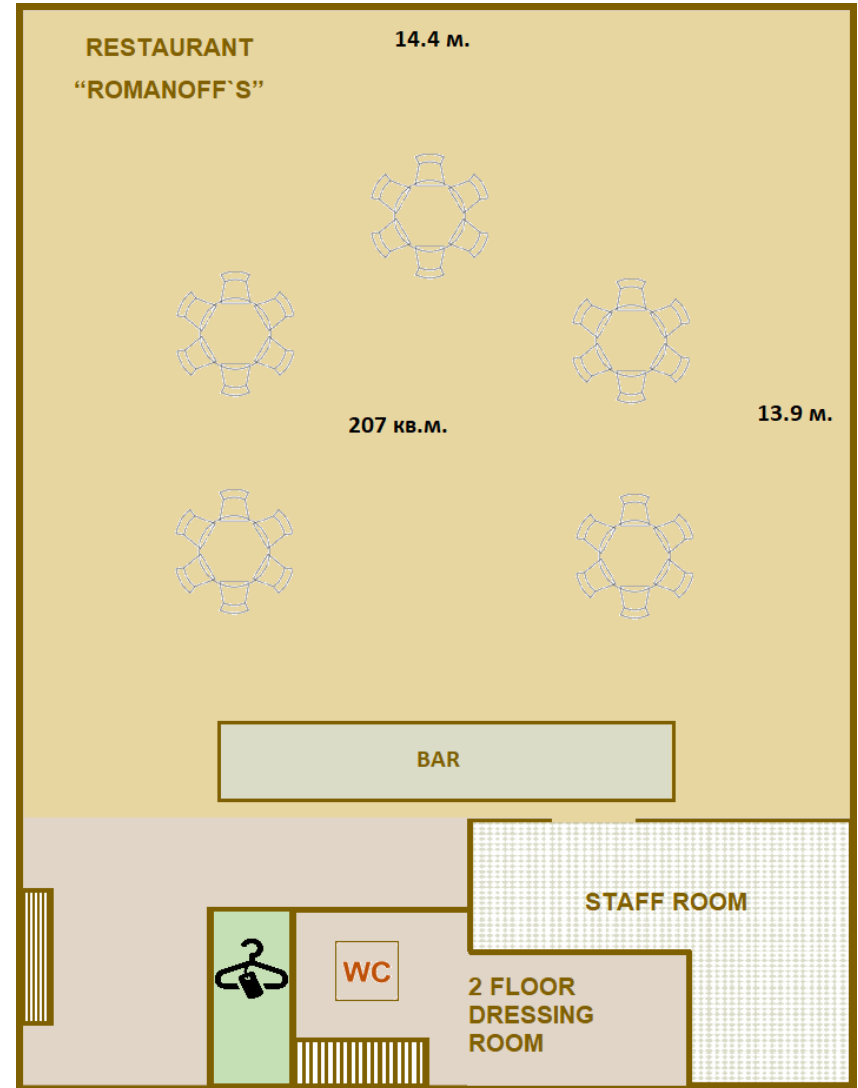 RESTAURANT
“ROMANOFF`S”
14.4 м.
207 кв.м.
13.9 м.
BAR
STAFF ROOM
WC
2 FLOOR
DRESSING
ROOM